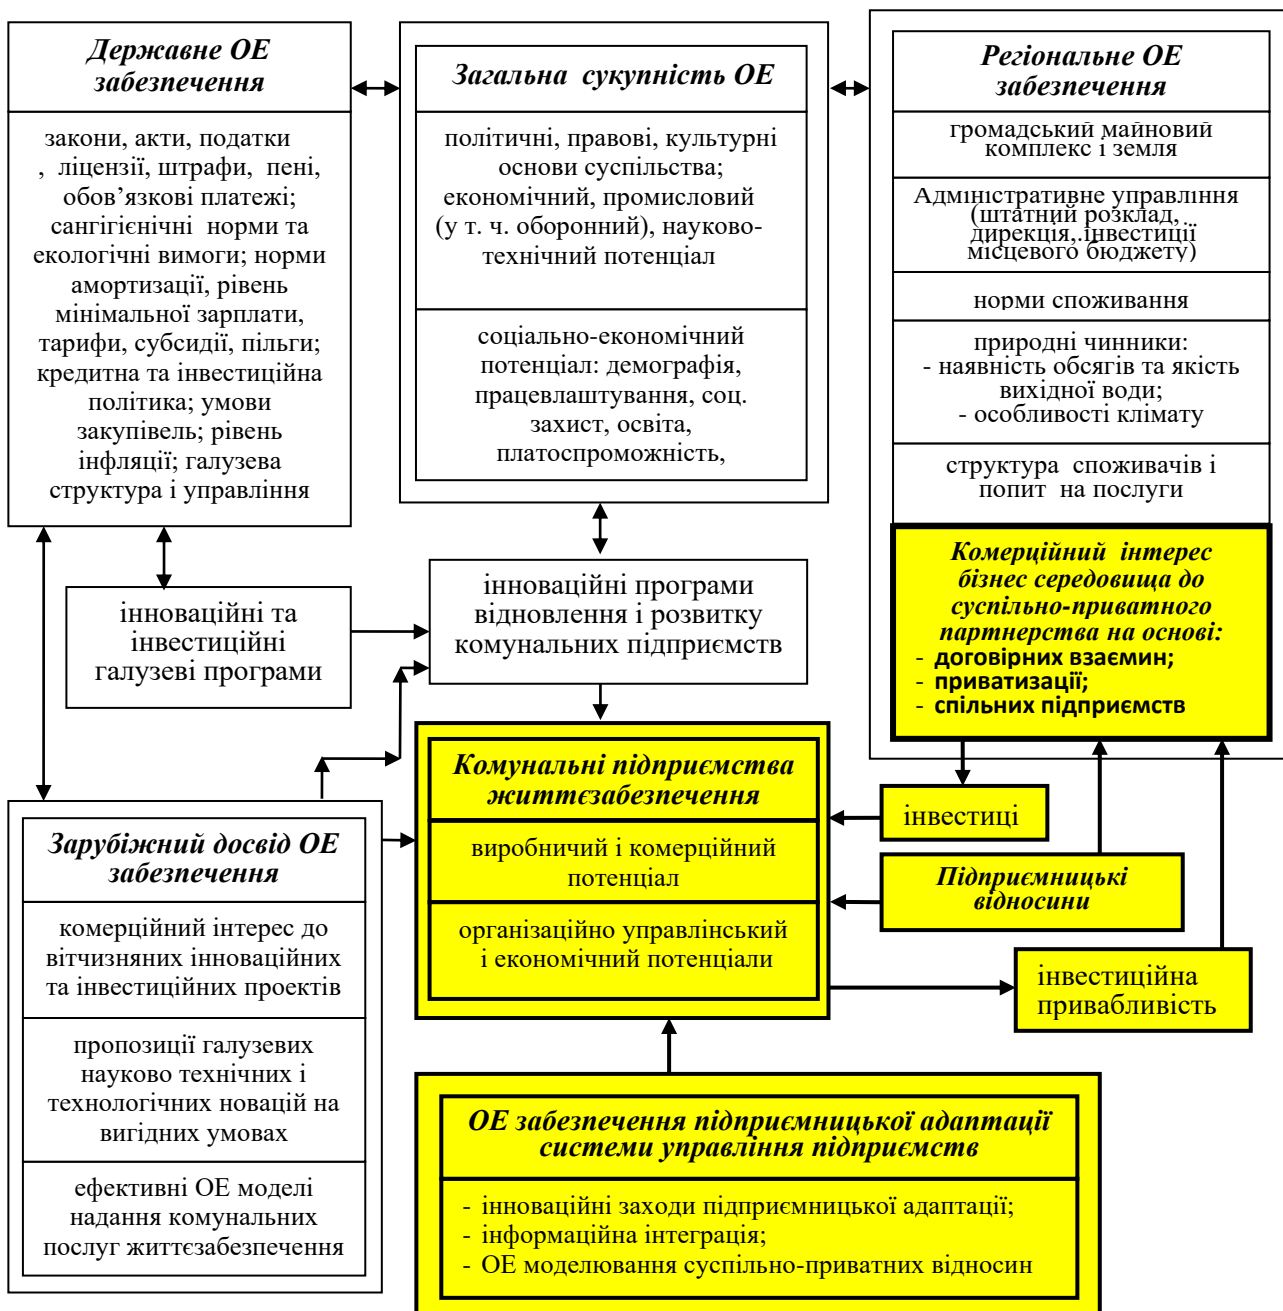 Державне ОЕ
забезпечення
закони, акти, податки
, ліцензії, штрафи, пені,
обов’язкові платежі;
сангігієнічні норми та
екологічні вимоги; норми
амортизації, рівень
мінімальної зарплати,
тарифи, субсидії, пільги;
кредитна та інвестиційна
політика; умови
закупівель; рівень
інфляції; галузева
структура і управління
Загальна сукупність ОЕ
політичні, правові, культурні
основи суспільства;
економічний, промисловий
(у т. ч. оборонний), науково-
технічний потенціал
соціально-економічний
потенціал: демографія,
працевлаштування, соц.
захист, освіта,
платоспроможність,
Регіональне ОЕ
забезпечення
громадський майновий
комплекс і земля
Адміністративне управління
(штатний розклад,
дирекція, інвестиції
місцевого бюджету)
норми споживання
природні чинники:
- наявність обсягів та якість
вихідної води;
- особливості клімату
структура споживачів і
попит на послуги
Комерційний інтерес
бізнес середовища до
суспільно-приватного
партнерства на основі:
- договірних взаємин;
- приватизації;
- спільних підприємств
інноваційні та
інвестиційні
галузеві програми
інноваційні програми
відновлення і розвитку
комунальних підприємств
Комунальні підприємства
життєзабезпечення
виробничий і комерційний
потенціал
організаційно управлінський
і економічний потенціали
інвестиці
Підприємницькі
відносини
інвестиційна
привабливість
Зарубіжний досвід ОЕ
забезпечення
комерційний інтерес до
вітчизняних інноваційних
та інвестиційних проектів
пропозиції галузевих
науково технічних і
технологічних новацій на
вигідних умовах
ефективні ОЕ моделі
надання комунальних
послуг життєзабезпечення
ОЕ забезпечення підприємницької адаптації
системи управління підприємств
- інноваційні заходи підприємницької адаптації;
- інформаційна інтеграція;
- ОЕ моделювання суспільно-приватних відносин